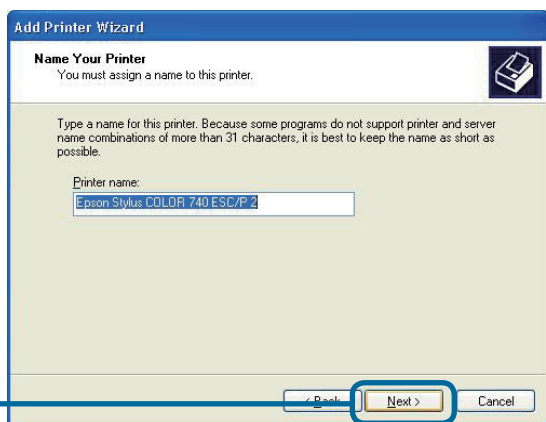 Add Printer Wizard
Name Your Printer
You must assign a name to this printer.
Type a name for this printer. Because some programs do not support printer and server
name combinations of more than 31 characters, it is best to keep the name as short as
possible.
Printer name:
Epson Stylus COLOR 740 ESC/P 2
< Back
Next >
Cancel